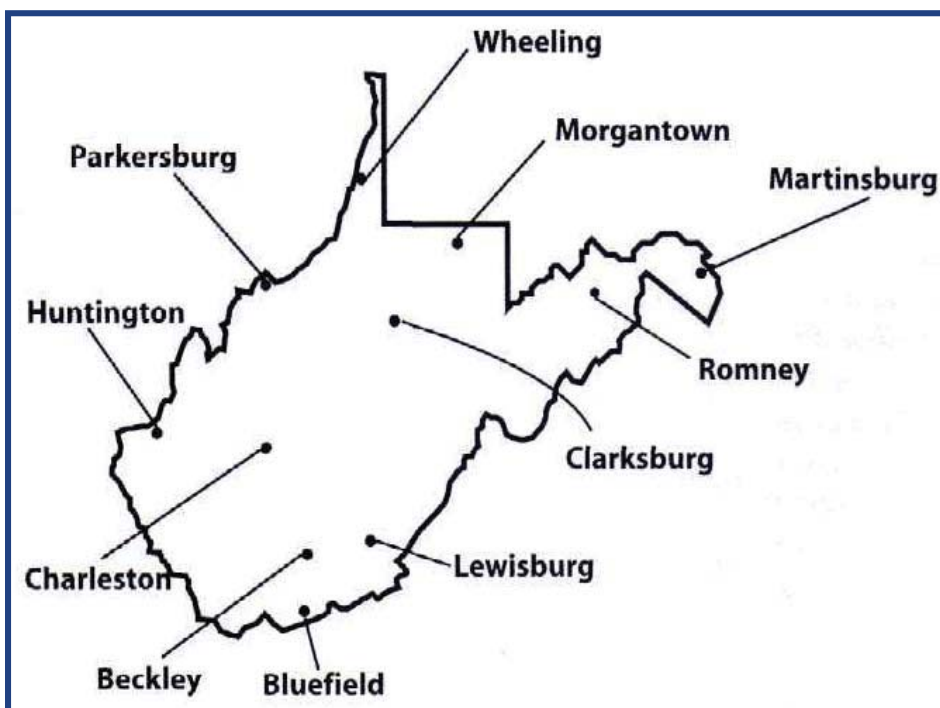 Wheeling
Morgantown
Parkersburg
Martinsburg
Huntington
Romney
Clarksburg
Charleston
Lewisburg
Beckley
Bluefield